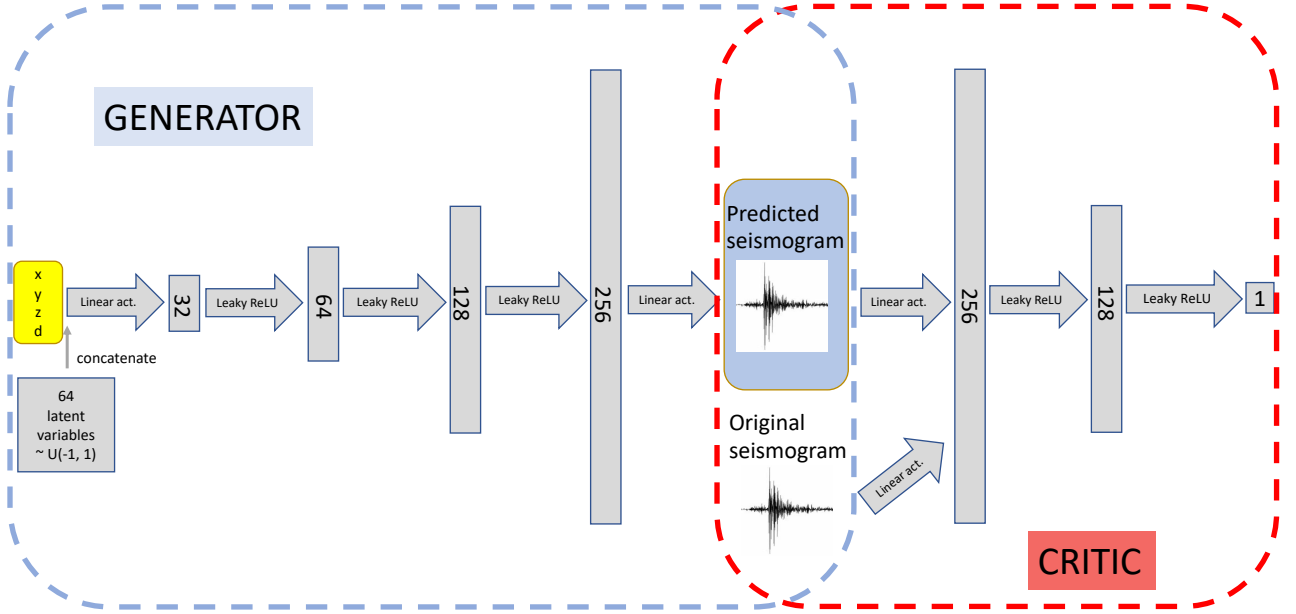 GENERATOR
x
y
z
d
Linear act.
32
Leaky ReLU
64
Leaky ReLU
128
Leaky ReLU
256
Linear act.
concatenate
64
latent
variables
~ U(-1, 1)
Predicted
seismogram
Original
seismogram
Linear act.
Linear act.
256
Leaky ReLU
128
Leaky ReLU
1
CRITIC